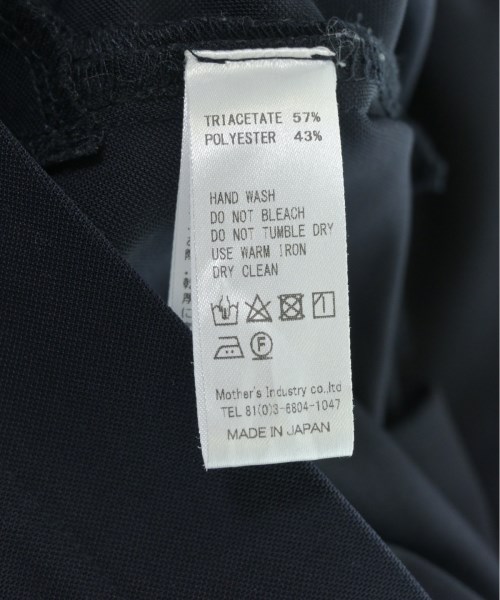 TRIACETATE 57%
POLYESTER 43%
HAND WASH
DO NOT BLEACH
DO NOT TUMBLE DRY
USE WARM IRON
DRY CLEAN
Mother's Industry co.,ltd
TEL 81(0)3-6804-1047
MADE IN JAPAN